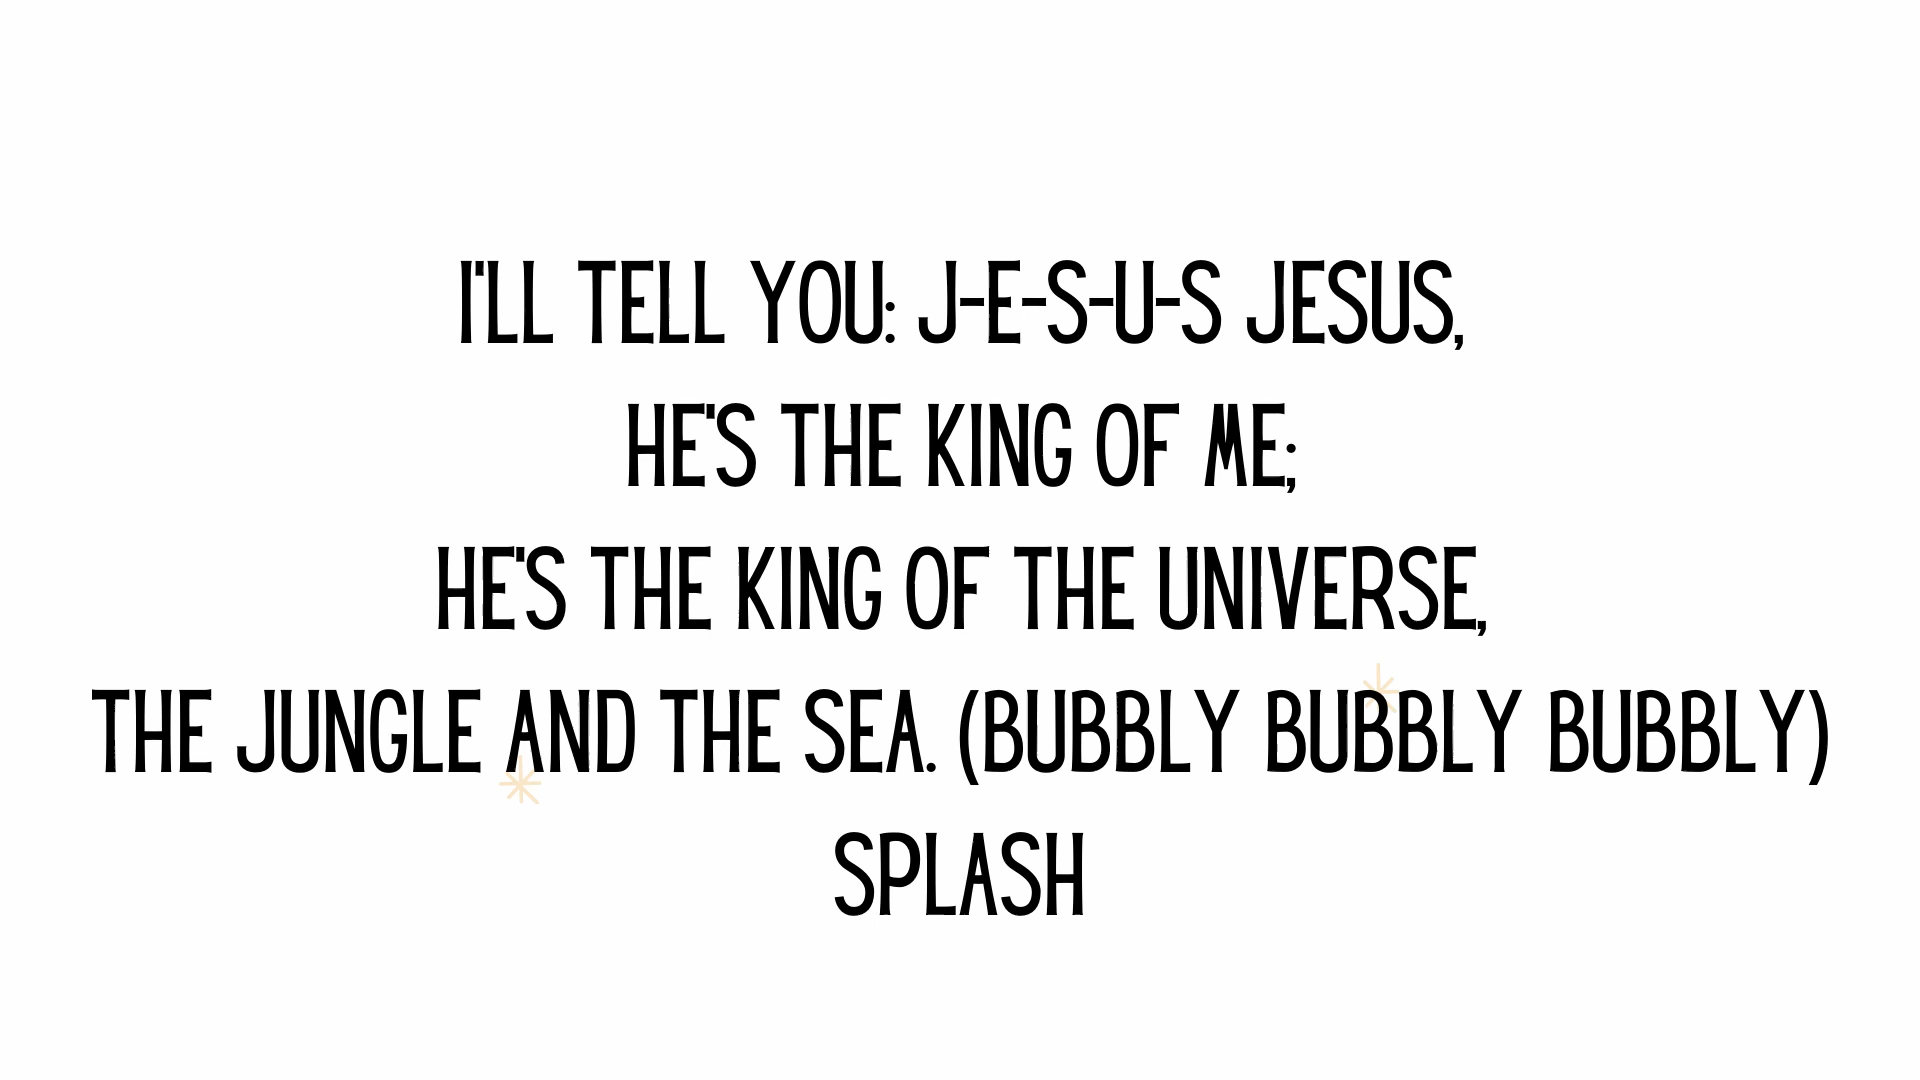 I'LL TELL YOU: J-E-S-U-S JESUS,
HE'S THE KING OF ME;
HE'S THE KING OF THE UNIVERSE,
THE JUNGLE AND THE SEA. (BUBBLY BUBBLY BUBBLY)
SPLASH